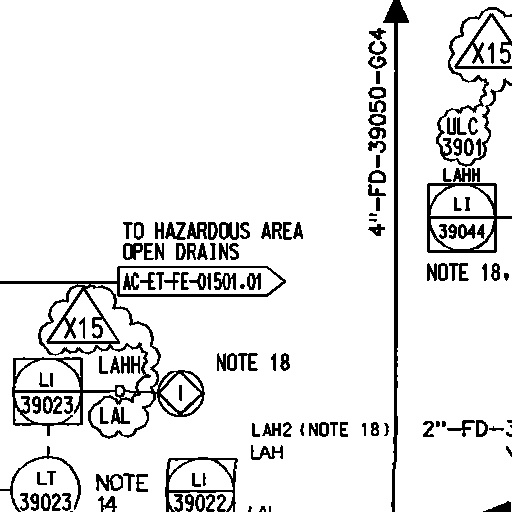 X15
4"-FD-39050-GC4
ULC
3901
LAHH
LI
39044
NOTE 18,
TO HAZARDOUS AREA
OPEN DRAINS
AC-ET-FE-01501.01
X15
LAHH
NOTE 18
LI
39023
I
LAL
LAH2 (NOTE 18)
2"-FD-
LAH
LT
39023
NOTE
14
LI
39022
LAL